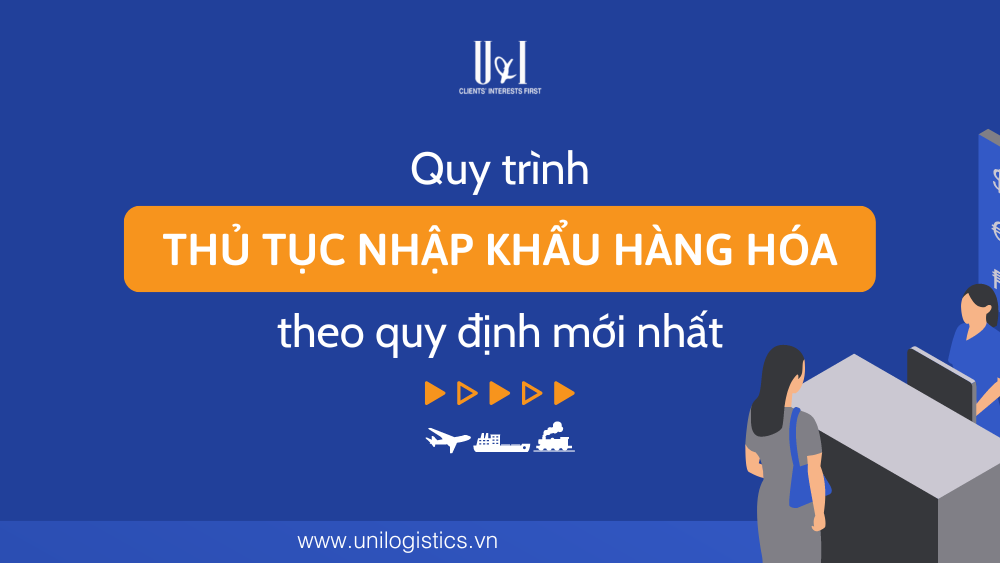 U&I
CLIENTS' INTERESTS FIRST
Quy trình
THỦ TỤC NHẬP KHẨU HÀNG HÓA
theo quy định mới nhất
www.unilogistics.vn